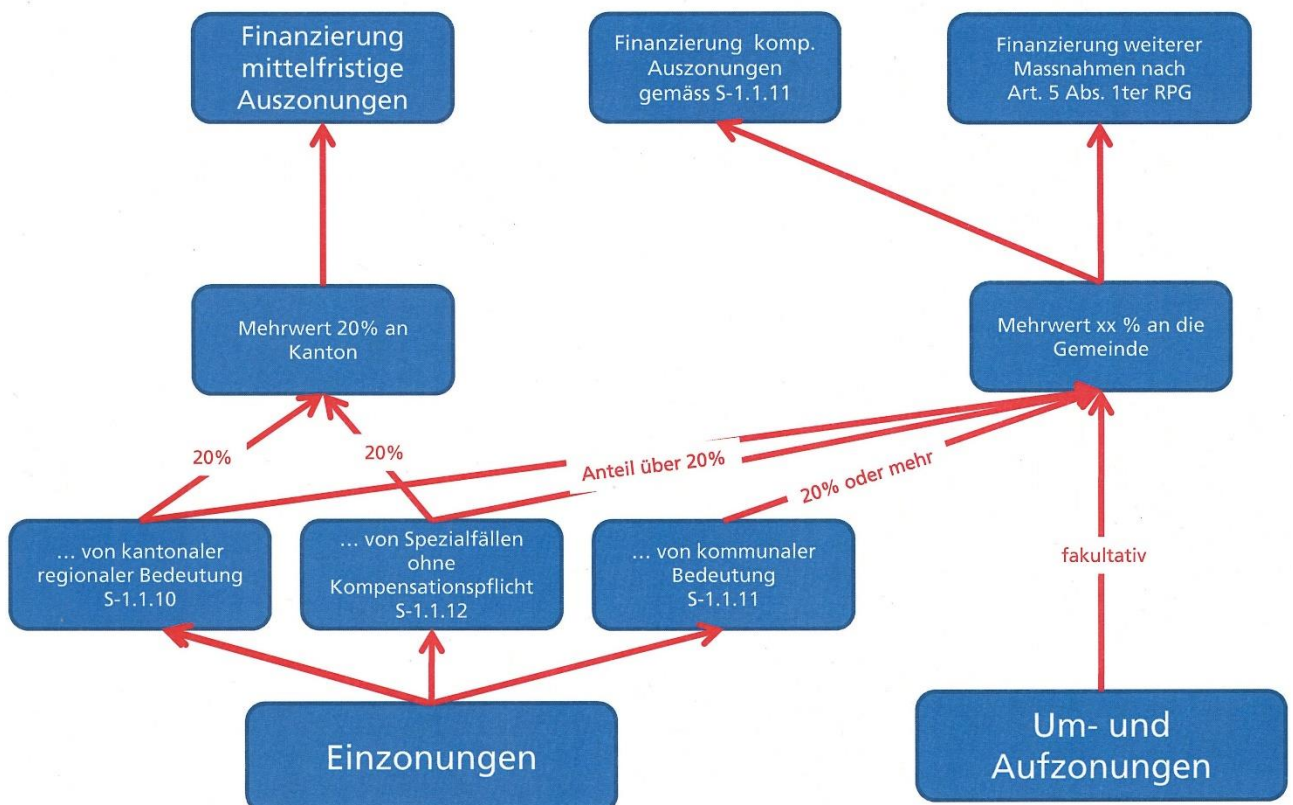 Finanzierung
mittelfristige
Auszonungen
Finanzierung komp.
Auszonungen
gemäss S-1.1.11
Finanzierung weiterer
Massnahmen nach
Art. 5 Abs. 1ter RPG
Mehrwert 20% an
Kanton
Mehrwert xx % an die
Gemeinde
20%
20%
Anteil über 20%
20% oder mehr
... von kantonaler
regionaler Bedeutung
S-1.1.10
... von Spezialfällen
ohne
Kompensationspflicht
S-1.1.12
... von kommunaler
Bedeutung
S-1.1.11
fakultativ
Einzonungen
Um- und
Aufzonungen